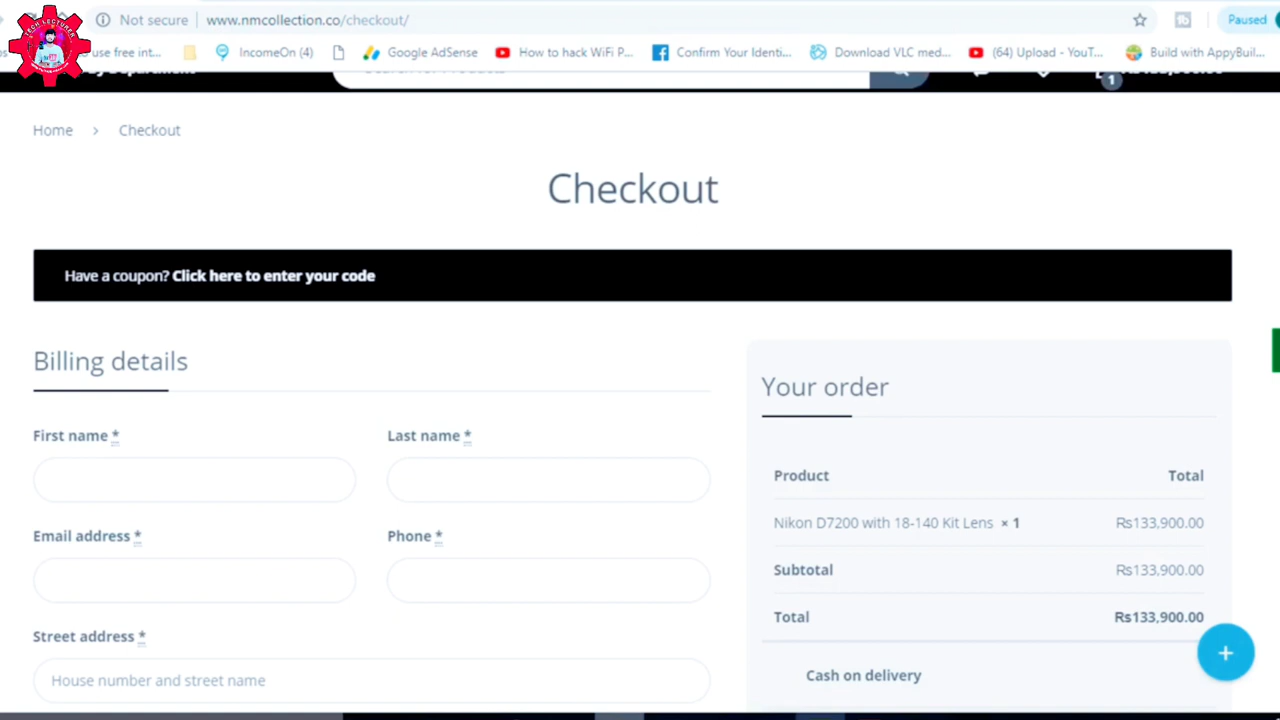 TECH LECTURER
Not secure www.nmcollection.co/checkout/ Paused
use free int... IncomeOn (4) Google AdSense How to hack WiFi P... Confirm Your Identi... Download VLC med... (64) Upload - YouT... Build with AppyBuil...
1
Home > Checkout
Checkout
Have a coupon? Click here to enter your code
Billing details
Your order
First name * Last name *
Product Total
Nikon D7200 with 18-140 Kit Lens × 1 Rs133,900.00
Email address * Phone *
Subtotal Rs133,900.00
Total Rs133,900.00
Street address *
House number and street name
Cash on delivery